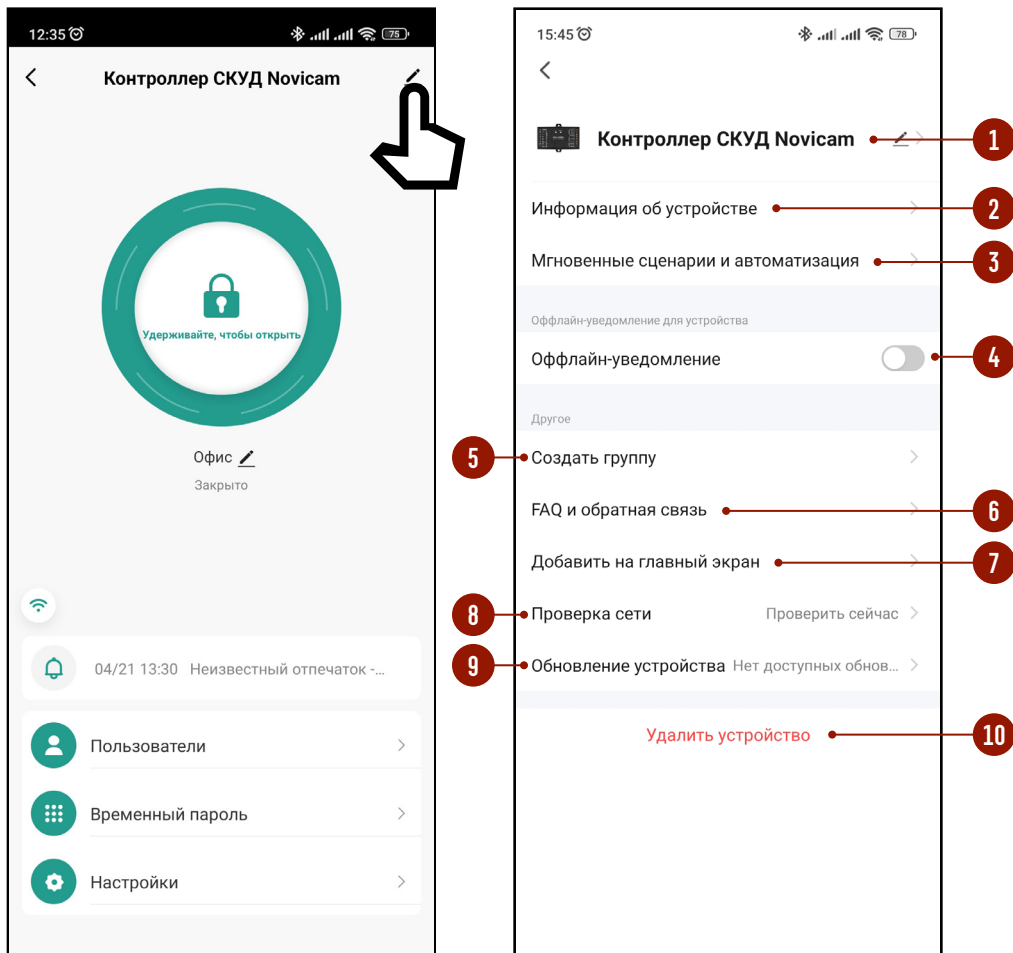 12:35
75
Контроллер СКУД Novicam
Удерживайте, чтобы открыть
Офис
Закрыто
04/21 13:30 Неизвестный отпечаток -...
Пользователи
Временный пароль
Настройки
15:45
78
Контроллер СКУД Novicam
1
Информация об устройстве
2
Мгновенные сценарии и автоматизация
3
Оффлайн-уведомление для устройства
Оффлайн-уведомление
4
Другое
5
Создать группу
FAQ и обратная связь
6
Добавить на главный экран
7
8
Проверка сети Проверить сейчас
9
Обновление устройства Нет доступных обнов...
Удалить устройство
10